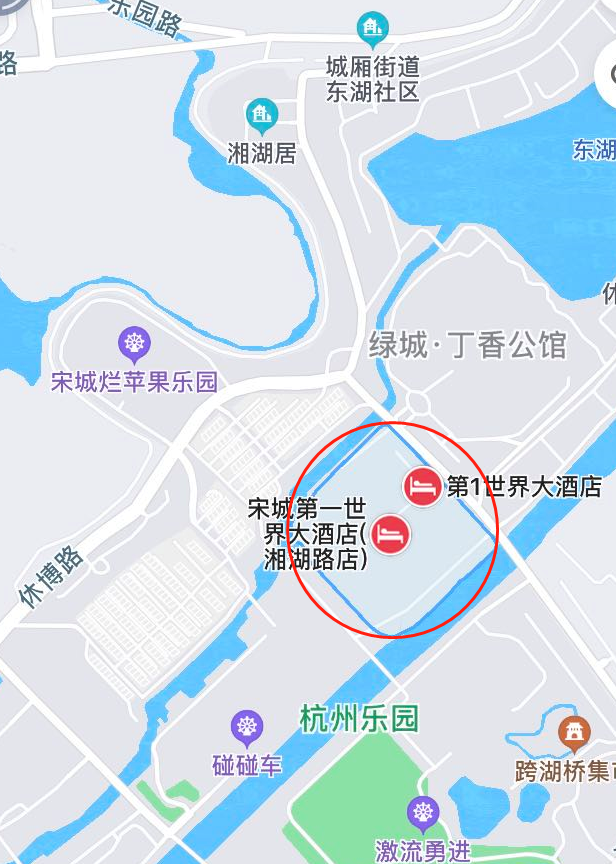 乐园路
路
城厢街道
东湖社区
湘湖居
东湖
休
绿城·丁香公馆
宋城烂苹果乐园
第1世界大酒店
宋城第一世
界大酒店(
湘湖路店)
休博路
杭州乐园
碰碰车
跨湖桥集市
激流勇进